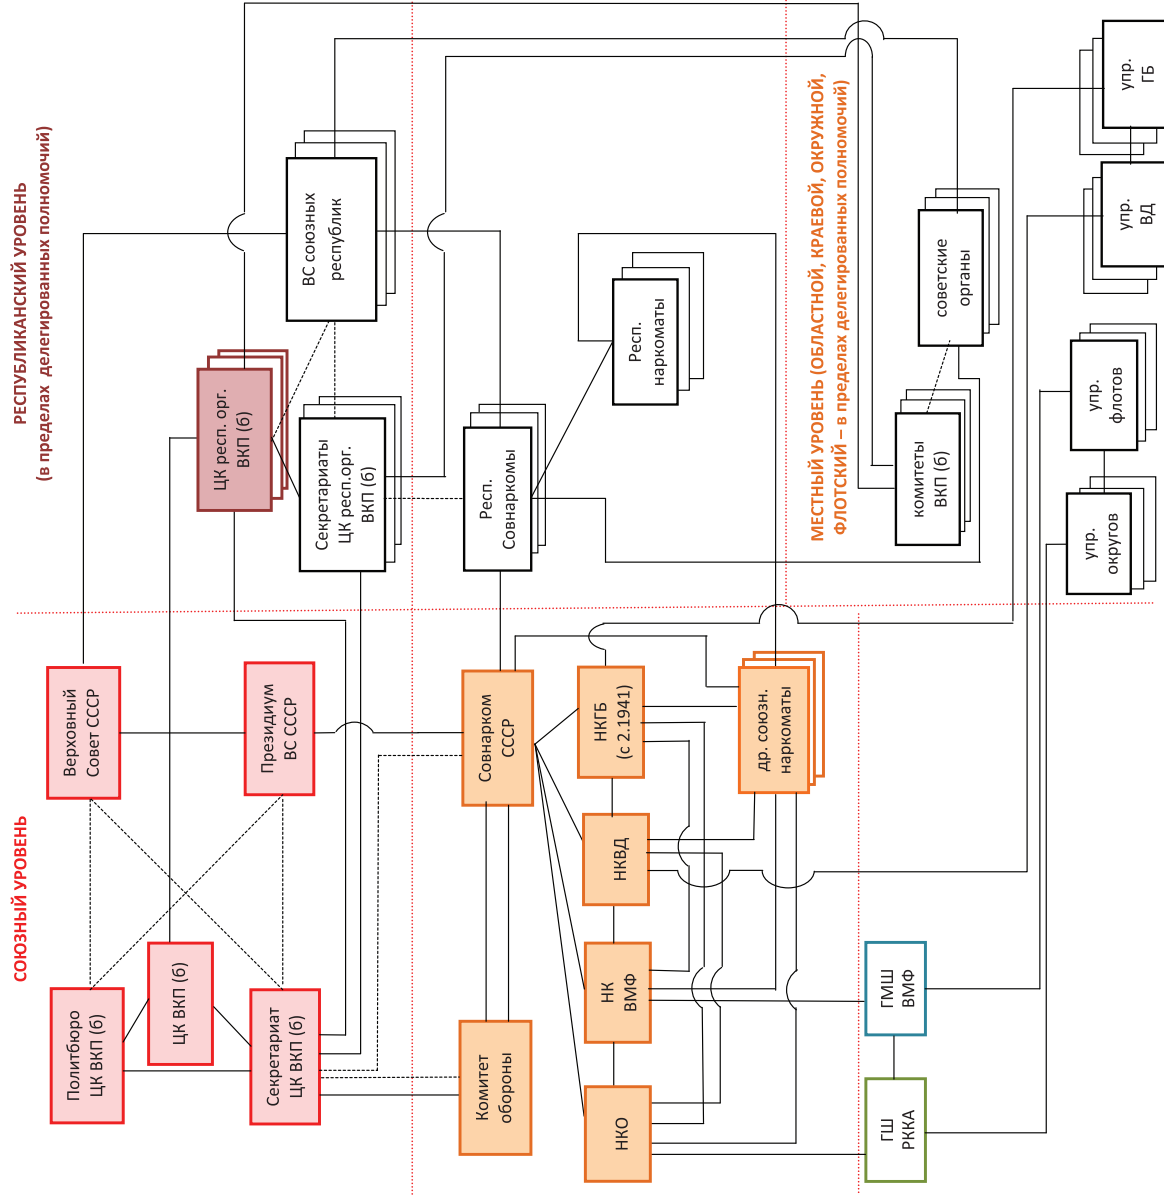 СОЮЗНЫЙ УРОВЕНЬ
РЕСПУБЛИКАНСКИЙ УРОВЕНЬ
(в пределах делегированных полномочий)
Политбюро
ЦК ВКП (б)
Верховный
Совет СССР
ЦК ВКП (б)
Секретариат
ЦК ВКП (б)
Президиум
ВС СССР
ЦК респ. орг.
ВКП (б)
Секретариаты
ЦК респ.орг.
ВКП (б)
ВС союзных
республик
Комитет
обороны
Совнарком
СССР
Респ.
Совнаркомы
НКО
НК
ВМФ
НКВД
НКГБ
(с 2.1941)
Респ.
наркоматы
др. союзн.
наркоматы
МЕСТНЫЙ УРОВЕНЬ (ОБЛАСТНОЙ, КРАЕВОЙ, ОКРУЖНОЙ,
ФЛОТСКИЙ – в пределах делегированных полномочий)
ГШ
РККА
ГМШ
ВМФ
комитеты
ВКП (б)
советские
органы
упр.
округов
упр.
флотов
упр.
ВД
упр.
ГБ